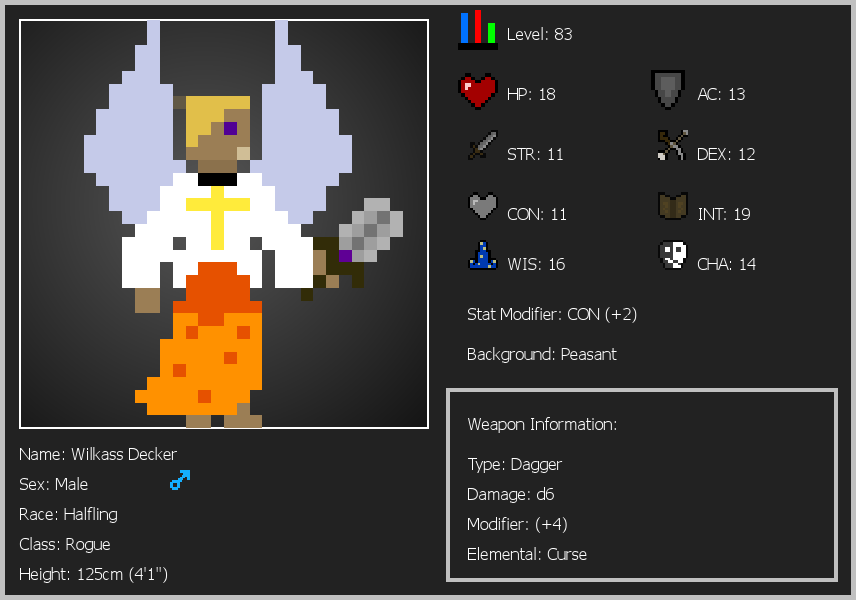 Level: 83
HP: 18
AC: 13
STR: 11
DEX: 12
CON: 11
INT: 19
WIS: 16
CHA: 14
Stat Modifier: CON (+2)
Background: Peasant
Weapon Information:
Type: Dagger
Damage: d6
Modifier: (+4)
Elemental: Curse
Name: Wilkass Decker
Sex: Male
Race: Halfling
Class: Rogue
Height: 125cm (4'1")